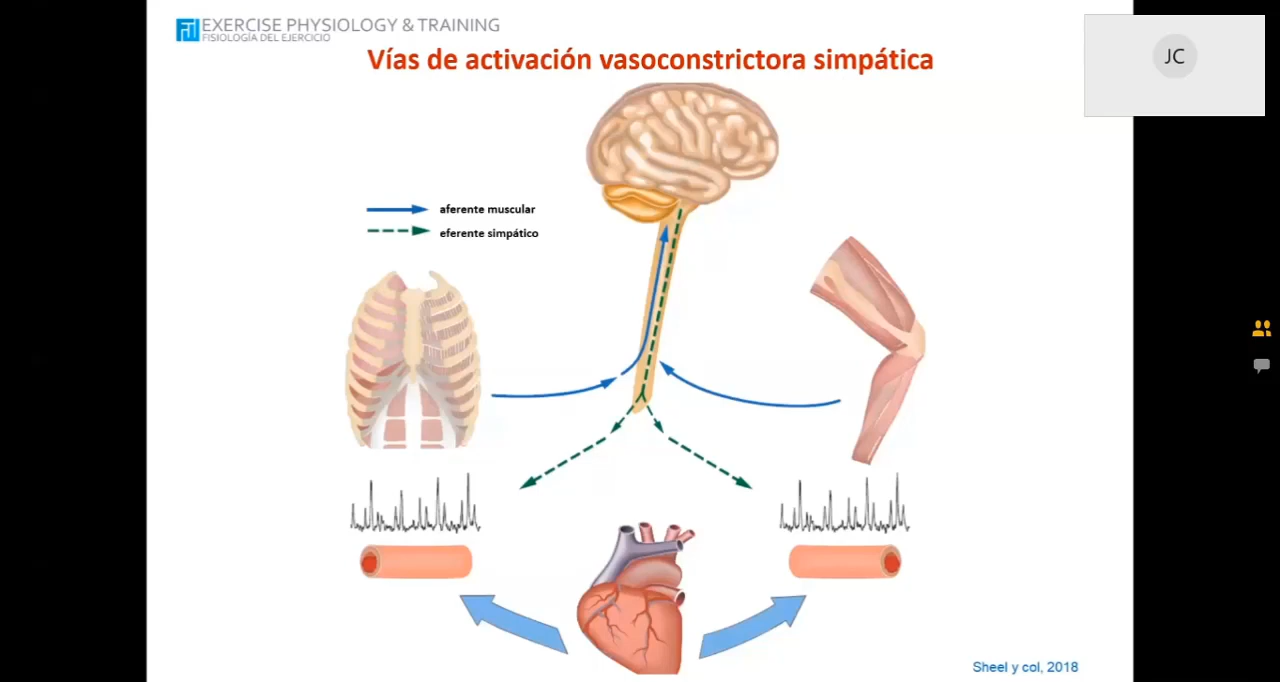 EXERCISE PHYSIOLOGY & TRAINING
FISIOLOGÍA DEL EJERCICIO
JC
Vías de activación vasoconstrictora simpática
aferente muscular
eferente simpático
Sheel y col, 2018